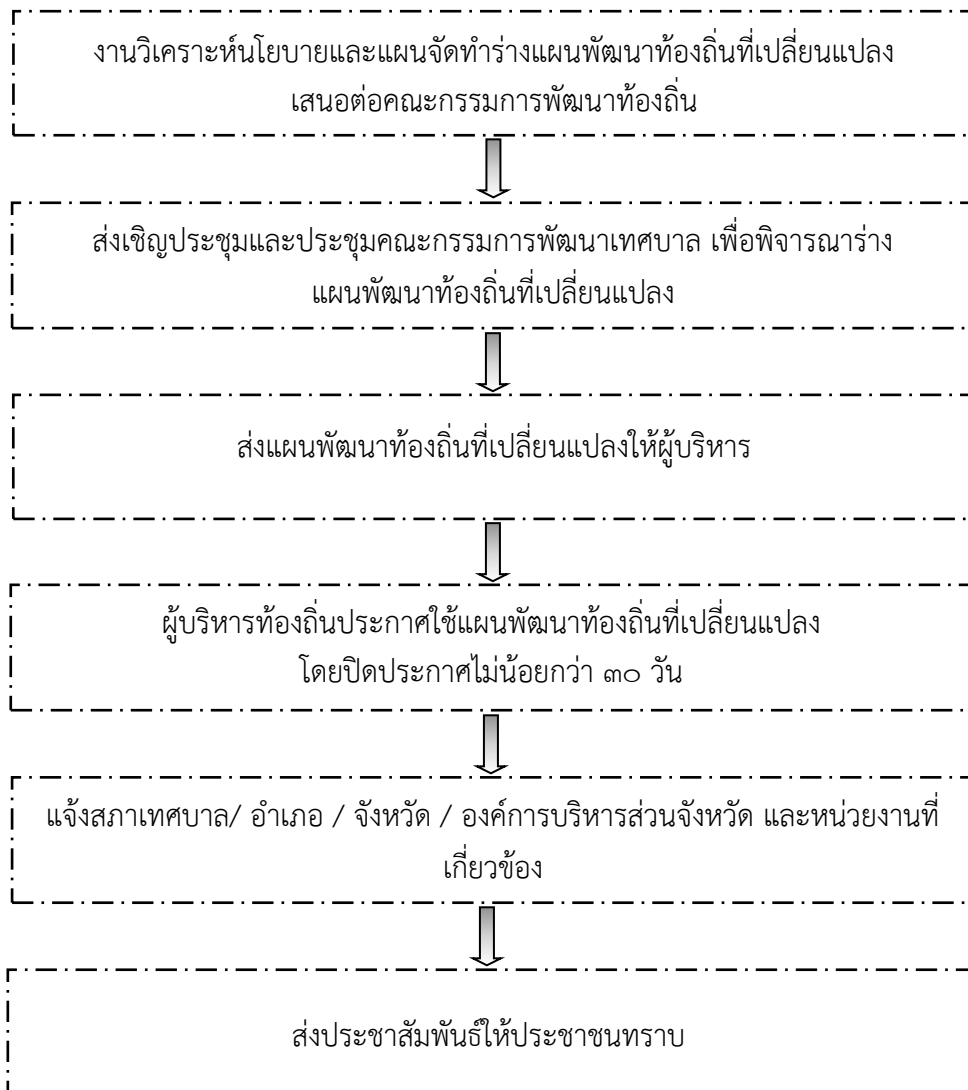 งานวิเคราะห์นโยบายและแผนจัดทำร่างแผนพัฒนาท้องถิ่นที่เปลี่ยนแปลง
เสนอต่อคณะกรรมการพัฒนาท้องถิ่น
ส่งเชิญประชุมและประชุมคณะกรรมการพัฒนาเทศบาล เพื่อพิจารณาร่าง
แผนพัฒนาท้องถิ่นที่เปลี่ยนแปลง
ส่งแผนพัฒนาท้องถิ่นที่เปลี่ยนแปลงให้ผู้บริหาร
ผู้บริหารท้องถิ่นประกาศใช้แผนพัฒนาท้องถิ่นที่เปลี่ยนแปลง
โดยปิดประกาศไม่น้อยกว่า ๓๐ วัน
แจ้งสภาเทศบาล/ อำเภอ / จังหวัด / องค์การบริหารส่วนจังหวัด และหน่วยงานที่
เกี่ยวข้อง
ส่งประชาสัมพันธ์ให้ประชาชนทราบ